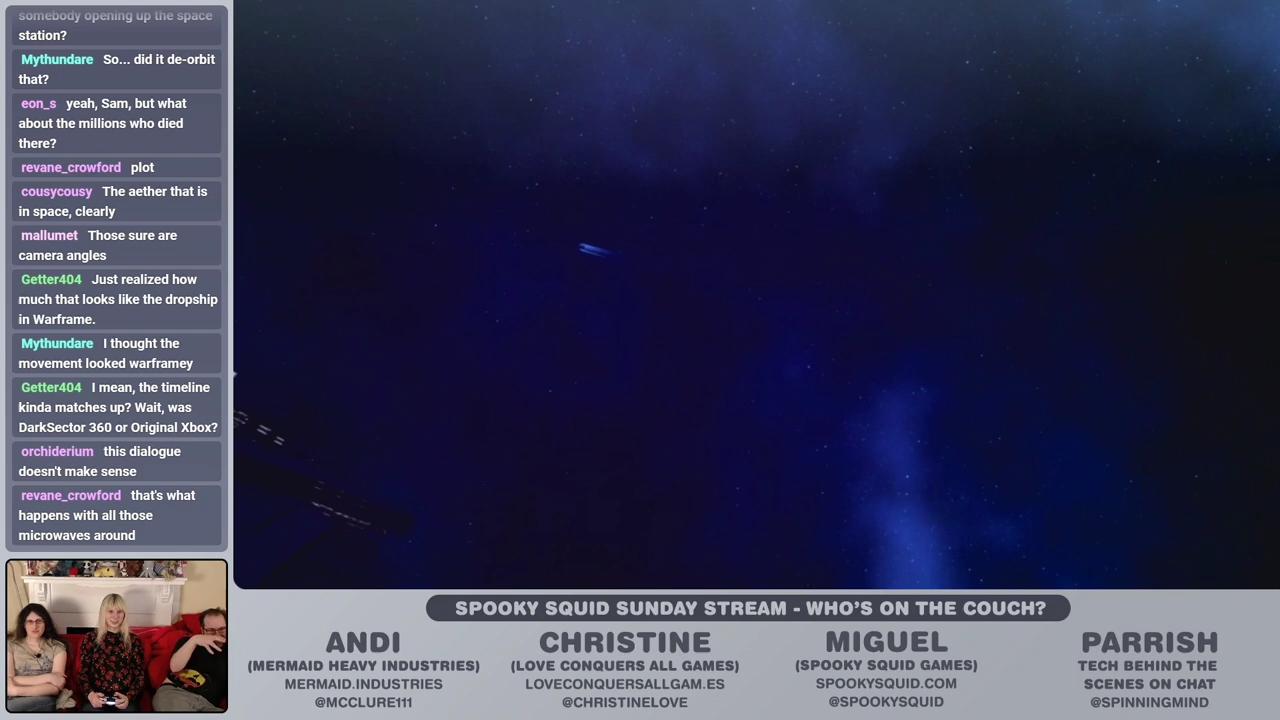 somebody opening up the space
station?
Mythundare So... did it de-orbit
that?
eon_s yeah, Sam, but what
about the millions who died
there?
revane_crowford plot
cousycousy The aether that is
in space, clearly
mallumet Those sure are
camera angles
Getter404 Just realized how
much that looks like the dropship
in Warframe.
Mythundare I thought the
movement looked warframey
Getter404 I mean, the timeline
kinda matches up? Wait, was
DarkSector 360 or Original Xbox?
orchiderium this dialogue
doesn't make sense
revane_crowford that's what
happens with all those
microwaves around
SPOOKY SQUID SUNDAY STREAM - WHO'S ON THE COUCH?
ANDI
(MERMAID HEAVY INDUSTRIES)
MERMAID.INDUSTRIES
@MCCLURE111
CHRISTINE
(LOVE CONQUERS ALL GAMES)
LOVECONQUERSALLGAM.ES
@CHRISTINELOVE
MIGUEL
(SPOOKY SQUID GAMES)
SPOOKYSQUID.COM
@SPOOKYSQUID
PARRISH
TECH BEHIND THE
SCENES ON CHAT
@SPINNINGMIND